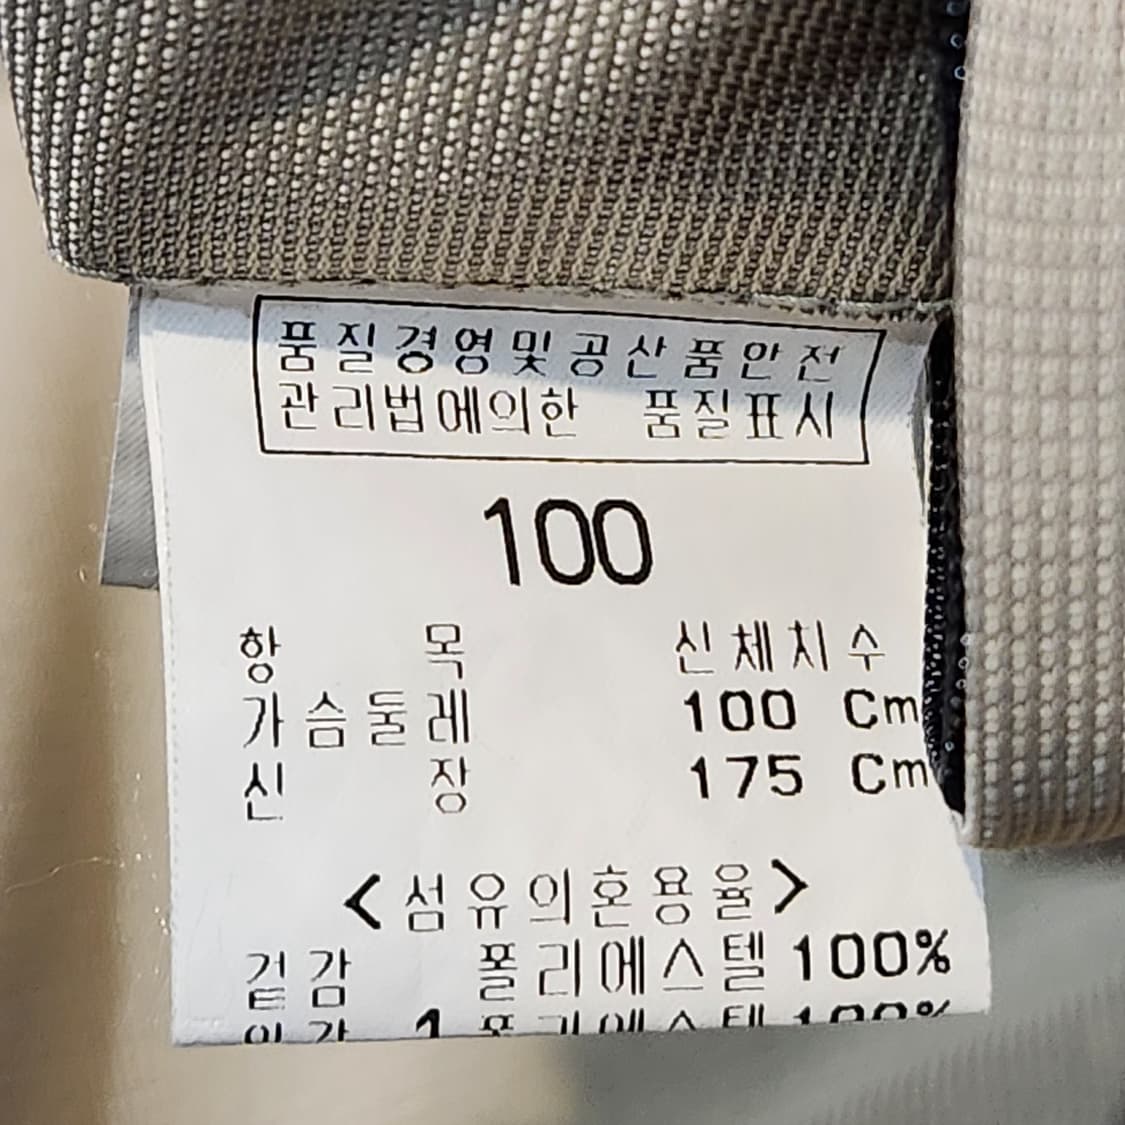 품질경영및공산품안전
관리법에의한 품질표시
100
항 목 신체치수
가슴둘레 100 Cm
신 장 175 Cm
<섬유의혼용율>
겉감 폴리에스텔 100%